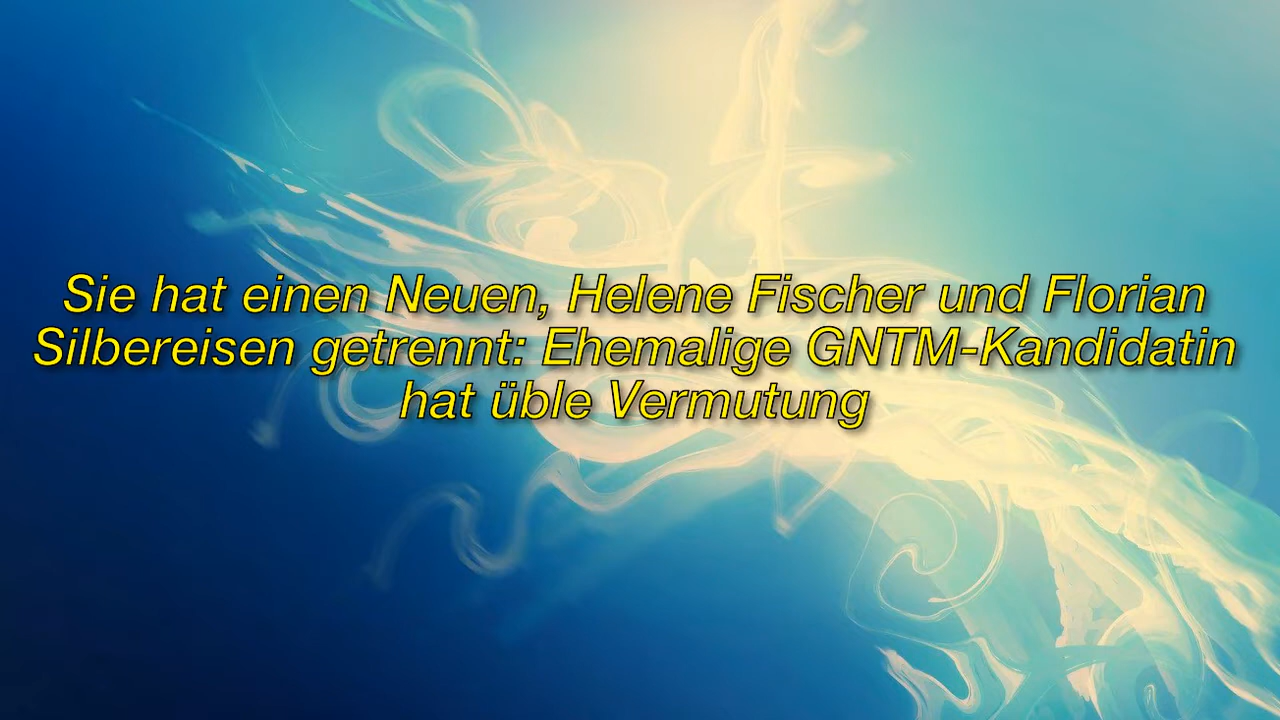 Sie hat einen Neuen, Helene Fischer und Florian
Silbereisen getrennt: Ehemalige GNTM-Kandidatin
hat üble Vermutung